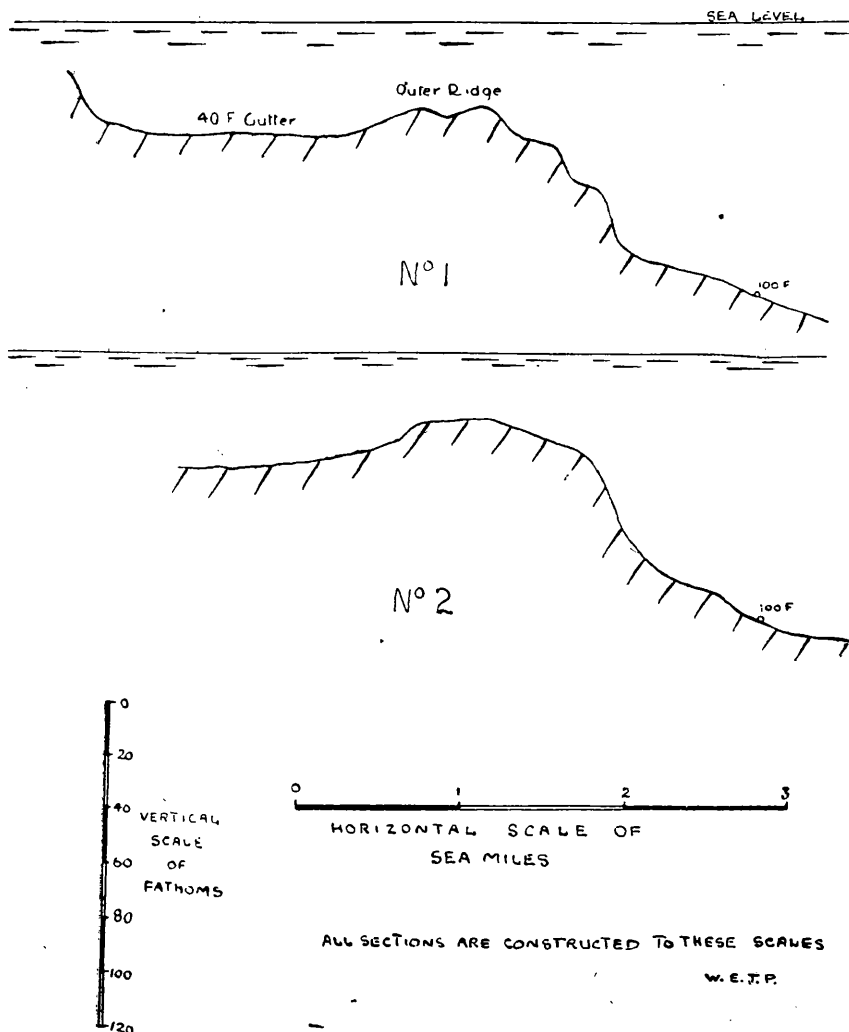 SEA LEVEL
Outer Ridge
40 F Gutter
Nº 1
100 F
Nº 2
100 F
0
20
40
60
80
100
120
VERTICAL
SCALE
OF
FATHOMS
0 1 2 3
HORIZONTAL SCALE OF
SEA MILES
ALL SECTIONS ARE CONSTRUCTED TO THESE SCALES
W.E.J.P.